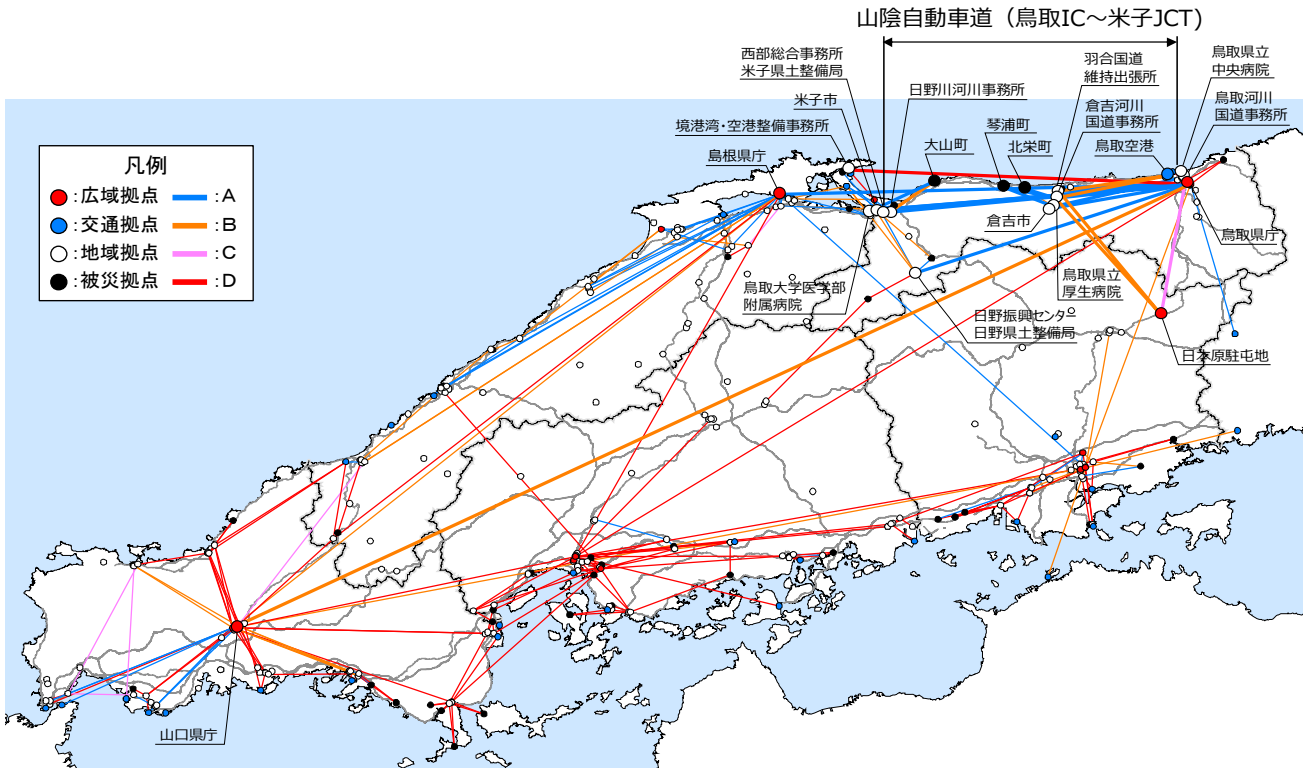 山陰自動車道（鳥取IC～米子JCT)
西部総合事務所
米子県土整備局
米子市
境港湾・空港整備事務所
島根県庁
日野川河川事務所
大山町
琴浦町
北栄町
羽合国道
維持出張所
倉吉河川
国道事務所
鳥取空港
鳥取県立
中央病院
鳥取河川
国道事務所
凡例
:広域拠点 :A
:交通拠点 :B
:地域拠点 :C
:被災拠点 :D
倉吉市
鳥取県庁
鳥取県立
厚生病院
鳥取大学医学部
附属病院
日野振興センター
日野県土整備局
日本原駐屯地
山口県庁